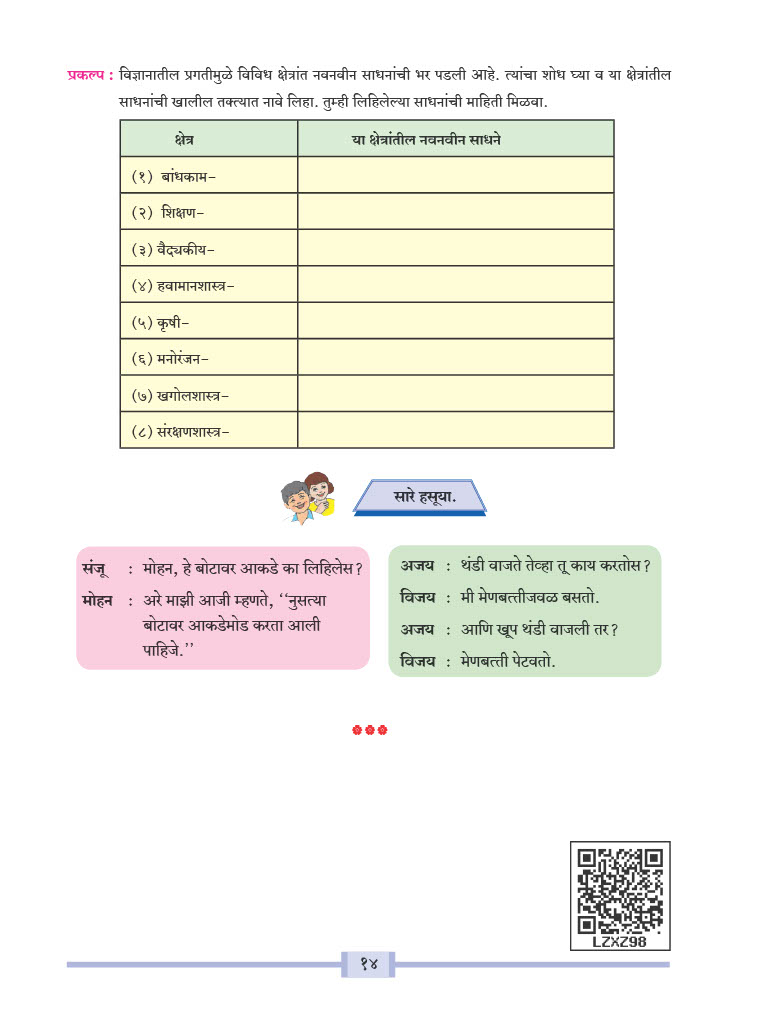 प्रकल्प : विज्ञानातील प्रगतीमुळे विविध क्षेत्रांत नवनवीन साधनांची भर पडली आहे. त्यांचा शोध घ्या व या क्षेत्रांतील
साधनांची खालील तक्त्यात नावे लिहा. तुम्ही लिहिलेल्या साधनांची माहिती मिळवा.
क्षेत्र या क्षेत्रांतील नवनवीन साधने
(१) बांधकाम-
(२) शिक्षण-
(३) वैद्यकीय-
(४) हवामानशास्त्र-
(५) कृषी-
(६) मनोरंजन-
(७) खगोलशास्त्र-
(८) संरक्षणशास्त्र-
सारे हसूया.
संजू : मोहन, हे बोटावर आकडे का लिहिलेस?
मोहन : अरे माझी आजी म्हणते, ‘‘नुसत्या
बोटावर आकडेमोड करता आली
पाहिजे.’’
अजय : थंडी वाजते तेव्हा तू काय करतोस?
विजय : मी मेणबत्तीजवळ बसतो.
अजय : आणि खूप थंडी वाजली तर?
विजय : मेणबत्ती पेटवतो.
LZXZ98
१४